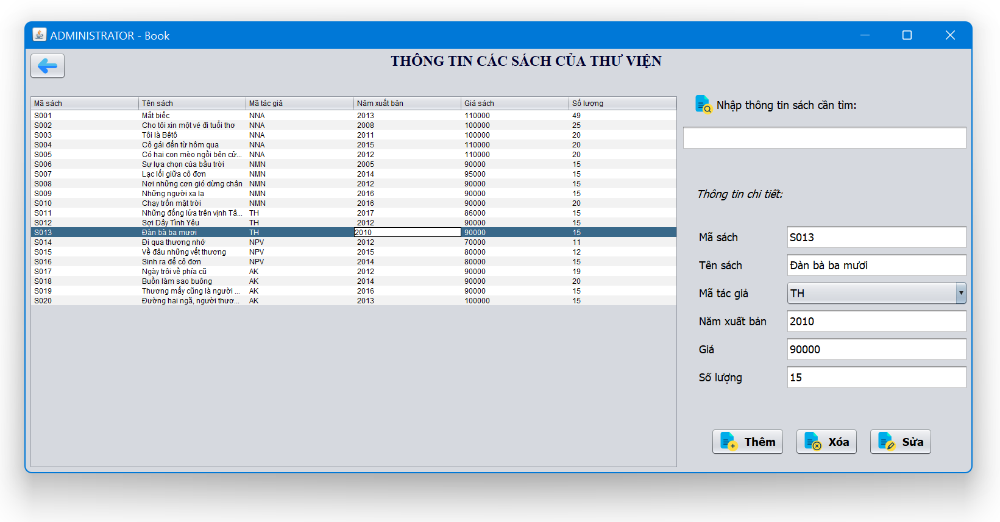 ADMINISTRATOR - Book
THÔNG TIN CÁC SÁCH CỦA THƯ VIỆN
Mã sách Tên sách Mã tác giả Năm xuất bản Giá sách Số lượng
S001 Mắt biếc NNA 2013 110000 49
S002 Cho tôi xin một vé đi tuổi thơ NNA 2008 100000 25
S003 Tôi là Bêtô NNA 2011 100000 20
S004 Cô gái đến từ hôm qua NNA 2015 110000 20
S005 Có hai con mèo ngồi bên cử... NNA 2012 110000 20
S006 Sự lựa chọn của bầu trời NMN 2005 90000 15
S007 Lạc lối giữa cô đơn NMN 2014 95000 15
S008 Nơi những cơn gió dừng chân NMN 2012 90000 15
S009 Những người xa lạ NMN 2016 90000 15
S010 Chạy trốn mặt trời NMN 2016 90000 20
S011 Những đống lửa trên vịnh Tâ... TH 2017 86000 15
S012 Sợi Dây Tình Yêu TH 2012 90000 15
S013 Đàn bà ba mươi TH 2010 90000 15
S014 Đi qua thương nhớ NPV 2012 70000 11
S015 Về đâu những vết thương NPV 2015 80000 12
S016 Sinh ra để cô đơn NPV 2014 80000 15
S017 Ngày trôi về phía cũ AK 2012 90000 19
S018 Buồn làm sao buông AK 2014 90000 20
S019 Thương mấy cũng là người ... AK 2016 90000 15
S020 Đường hai ngã, người thươ... AK 2013 100000 15
Nhập thông tin sách cần tìm:
Thông tin chi tiết:
Mã sách S013
Tên sách Đàn bà ba mươi
Mã tác giả TH
Năm xuất bản 2010
Giá 90000
Số lượng 15
Thêm Xóa Sửa